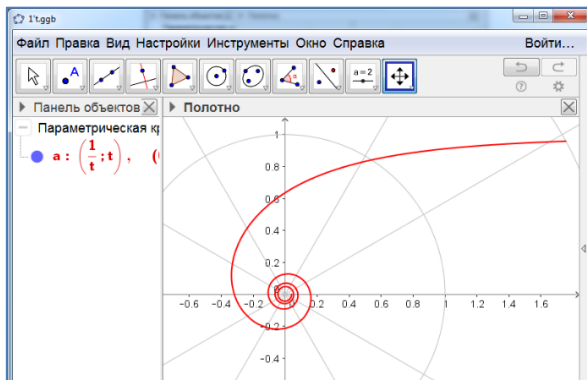 1't.ggb
Файл Правка Вид Настройки Инструменты Окно Справка Войти...
A a=2
Панель объектов Полотно
Параметрическая кр
a : (1/t ; t) , (
1
0.8
0.6
0.4
0.2
-0.6 -0.4 -0.2 0.2 0.4 0.6 0.8 1 1.2 1.4 1.6
-0.2
-0.4